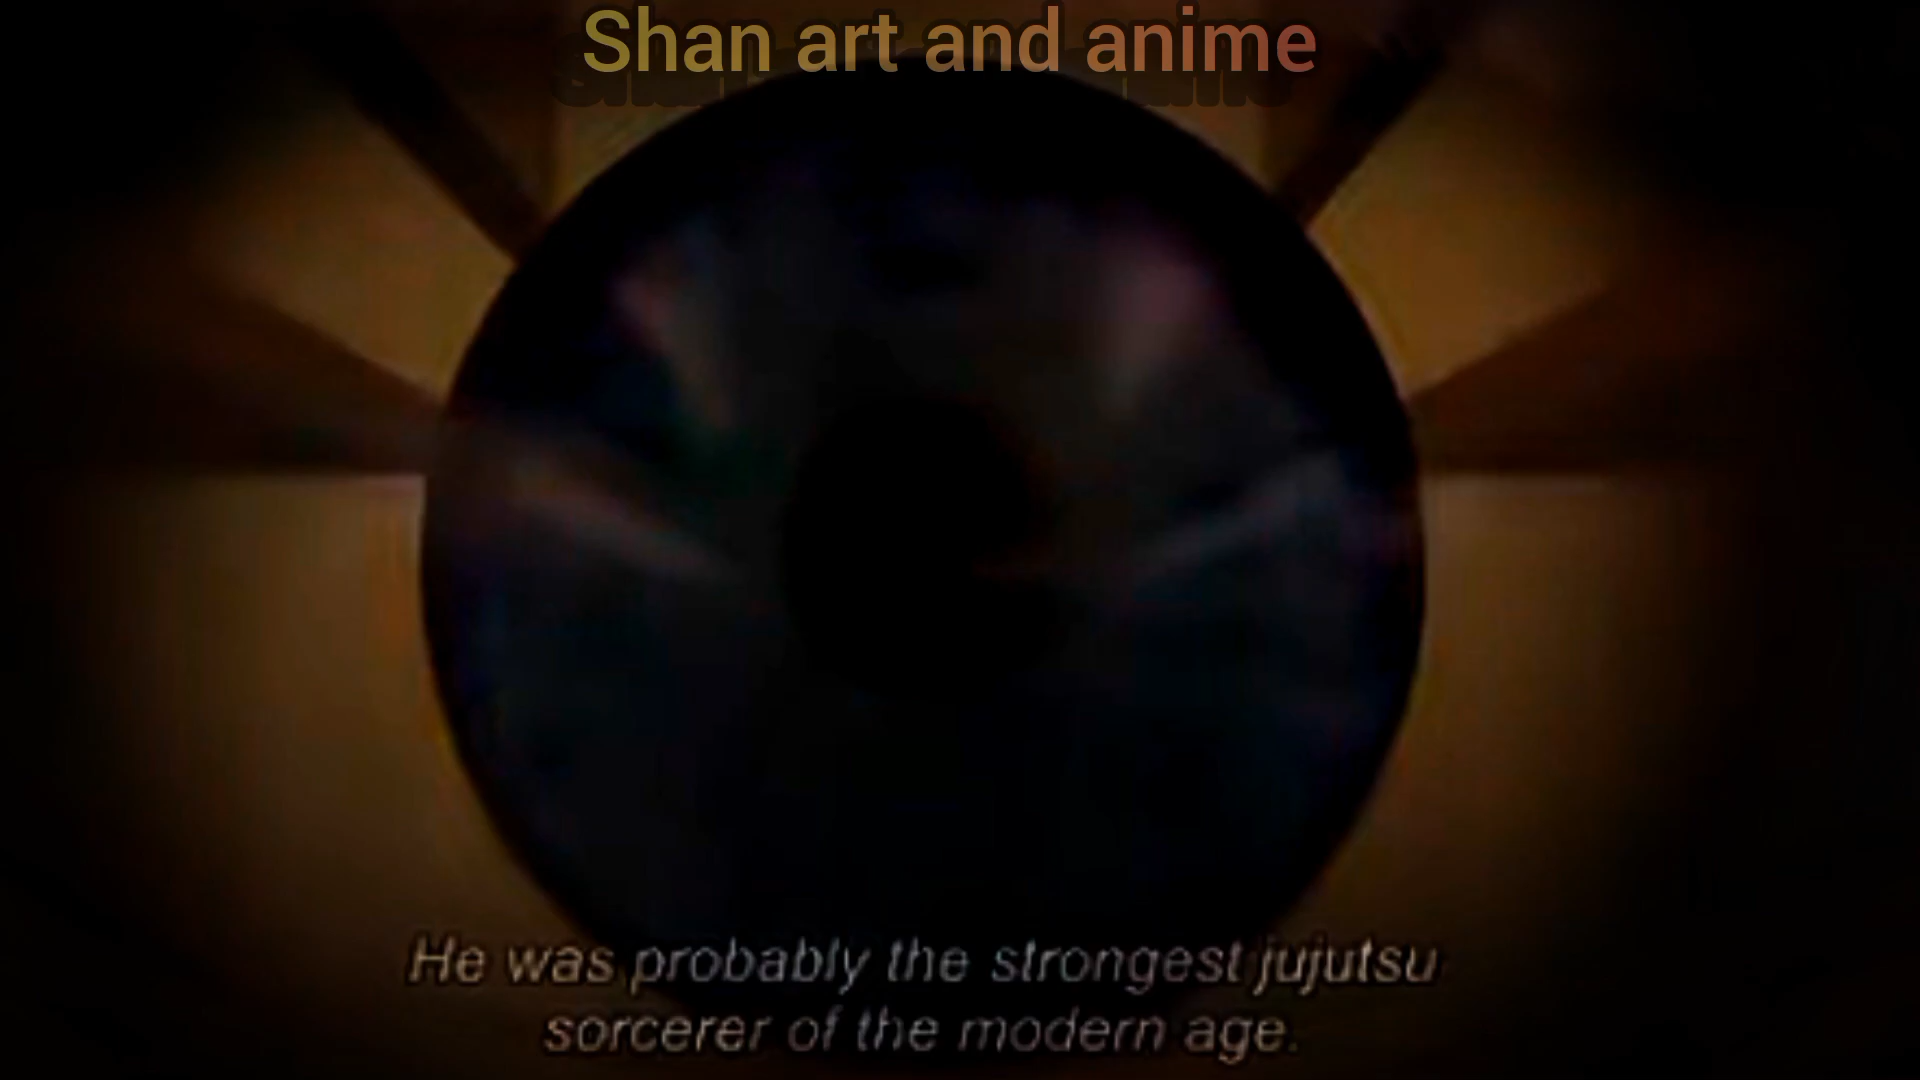 Shan art and anime
He was probably the strongest jujutsu
sorcerer of the modern age.